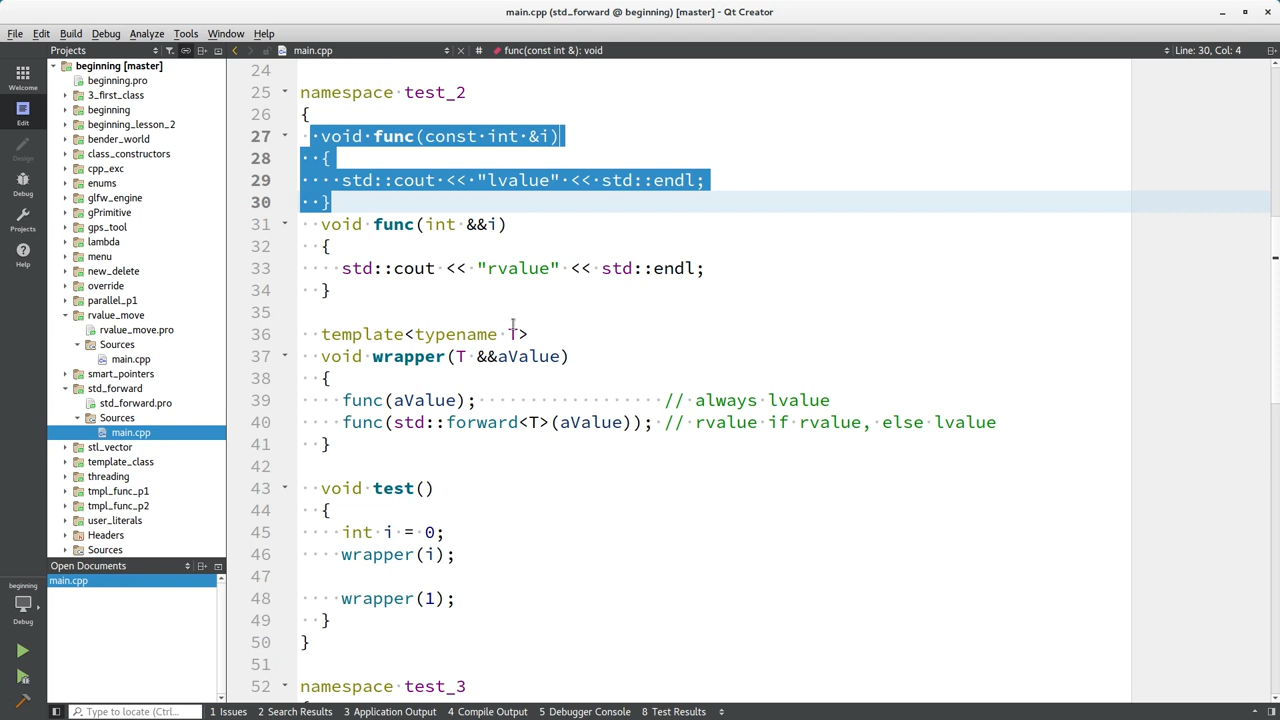 main.cpp (std_forward @ beginning) [master] - Qt Creator
File Edit Build Debug Analyze Tools Window Help
Projects main.cpp # func(const int &): void Line: 30, Col: 4
Welcome
Edit
Design
Debug
Projects
Help
beginning
Debug
beginning [master]
beginning.pro
3_first_class
beginning
beginning_lesson_2
bender_world
class_constructors
cpp_exc
enums
glfw_engine
gPrimitive
gps_tool
lambda
menu
new_delete
override
parallel_p1
rvalue_move
rvalue_move.pro
Sources
main.cpp
smart_pointers
std_forward
std_forward.pro
Sources
main.cpp
stl_vector
template_class
threading
tmpl_func_p1
tmpl_func_p2
user_literals
Headers
Sources
Open Documents
main.cpp
24
25 namespace test_2
26 {
27 void func(const int &i)
28 {
29 std::cout << "lvalue" << std::endl;
30 }
31 void func(int &&i)
32 {
33 std::cout << "rvalue" << std::endl;
34 }
35
36 template<typename T>
37 void wrapper(T &&aValue)
38 {
39 func(aValue); // always lvalue
40 func(std::forward<T>(aValue)); // rvalue if rvalue, else lvalue
41 }
42
43 void test()
44 {
45 int i = 0;
46 wrapper(i);
47
48 wrapper(1);
49 }
50 }
51
52 namespace test_3
Type to locate (Ctrl... 1 Issues 2 Search Results 3 Application Output 4 Compile Output 5 Debugger Console 8 Test Results